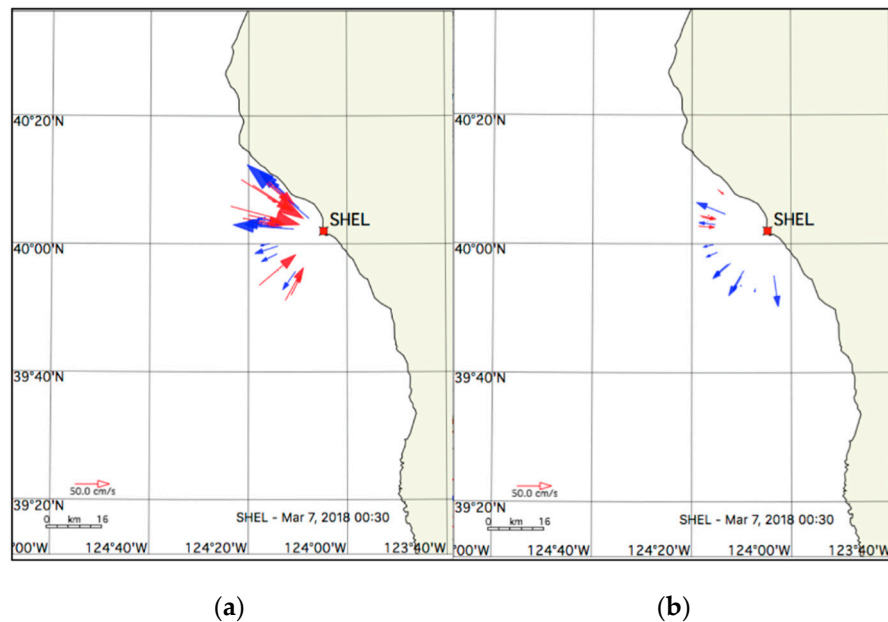 40°20'N
SHEL
40°00'N
39°40'N
50.0 cm/s
39°20'N
0 km 16
SHEL - Mar 7, 2018 00:30
'00'W 124°40'W 124°20'W 124°00'W 123°40'
40°20'N
SHEL
40°00'N
39°40'N
50.0 cm/s
39°20'N
0 km 16
SHEL - Mar 7, 2018 00:30
'00'W 124°40'W 124°20'W 124°00'W 123°40'
(a)
(b)